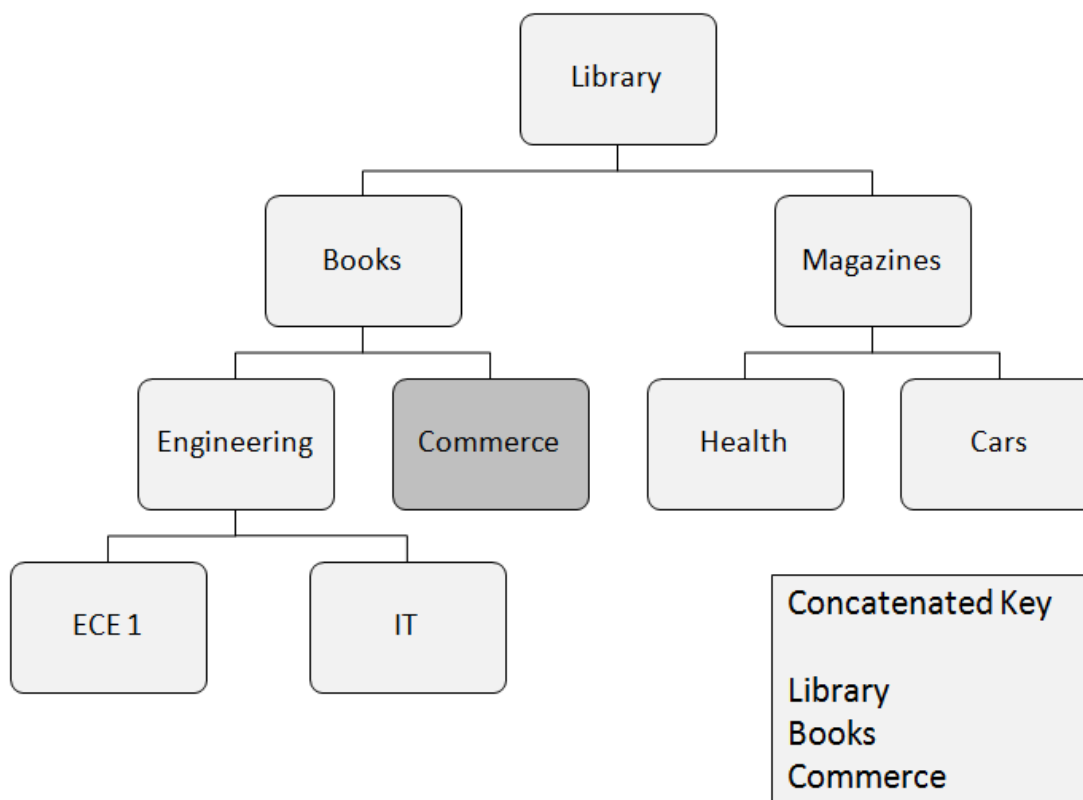 Library
Books
Magazines
Engineering
Commerce
Health
Cars
ECE 1
IT
Concatenated Key
Library
Books
Commerce